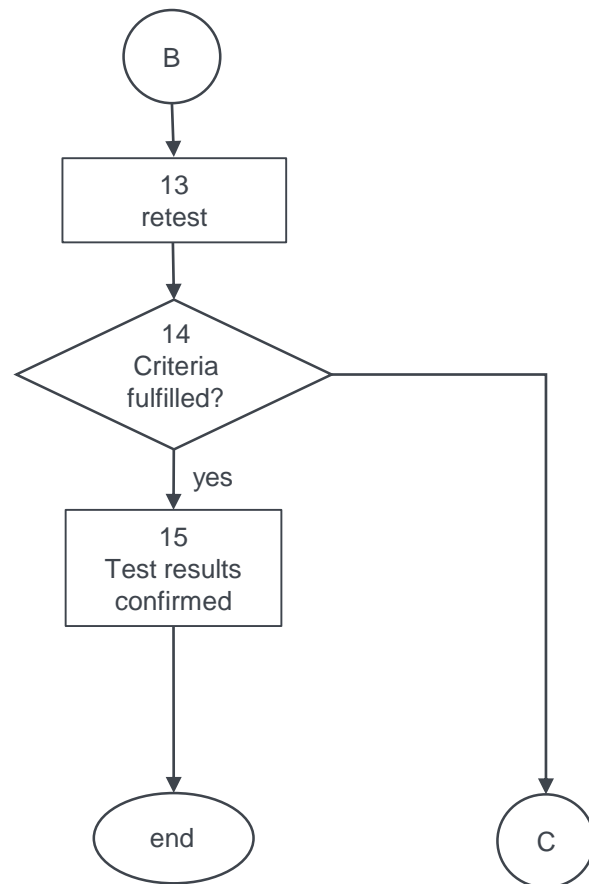 B
13
retest
14
Criteria
fulfilled?
yes
15
Test results
confirmed
end
C